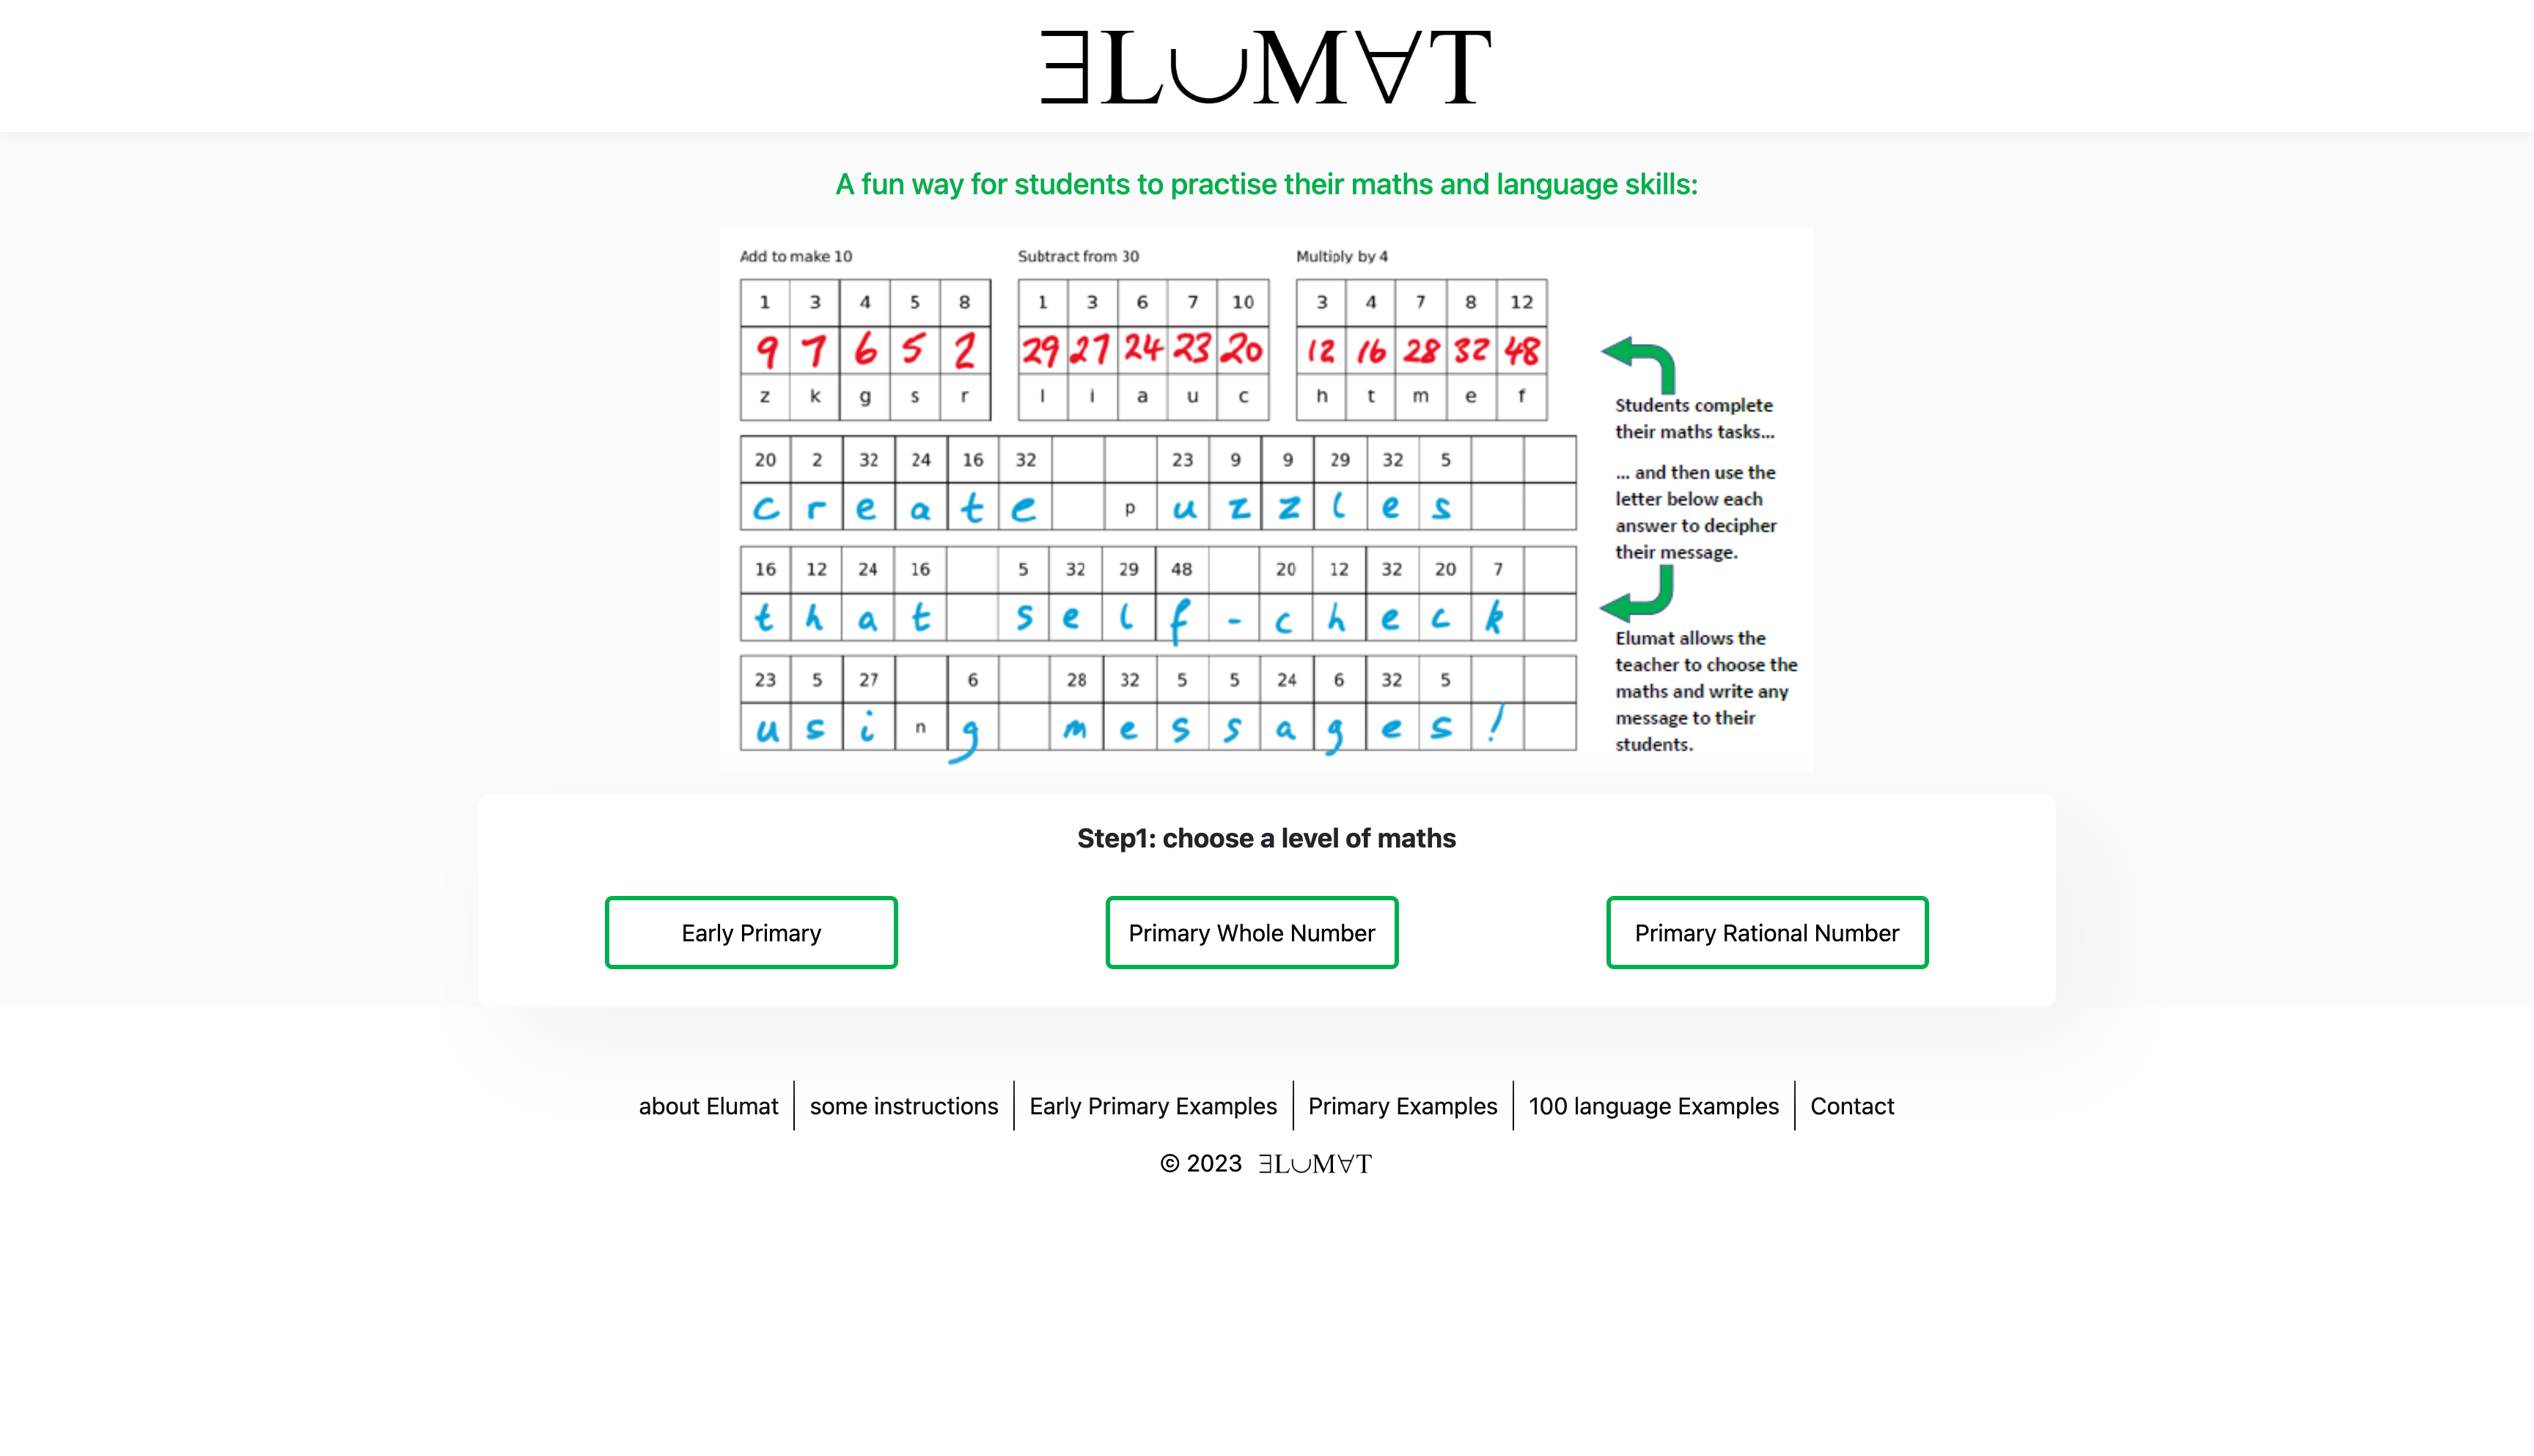 ƎL∪M∀T
A fun way for students to practise their maths and language skills:
Add to make 10
1 3 4 5 8
9 7 6 5 2
z k g s r
Subtract from 30
1 3 6 7 10
29 27 24 23 20
l i a u c
Multiply by 4
3 4 7 8 12
12 16 28 32 48
h t m e f
20 2 32 24 16 32 23 9 9 29 32 5
c r e a t e p u z z l e s
16 12 24 16 5 32 29 48 20 12 32 20 7
t h a t s e l f - c h e c k
23 5 27 6 28 32 5 5 24 6 32 5
u s i n g m e s s a g e s !
Students complete
their maths tasks...
... and then use the
letter below each
answer to decipher
their message.
Elumat allows the
teacher to choose the
maths and write any
message to their
students.
Step1: choose a level of maths
Early Primary
Primary Whole Number
Primary Rational Number
about Elumat
some instructions
Early Primary Examples
Primary Examples
100 language Examples
Contact
© 2023 ƎL∪M∀T